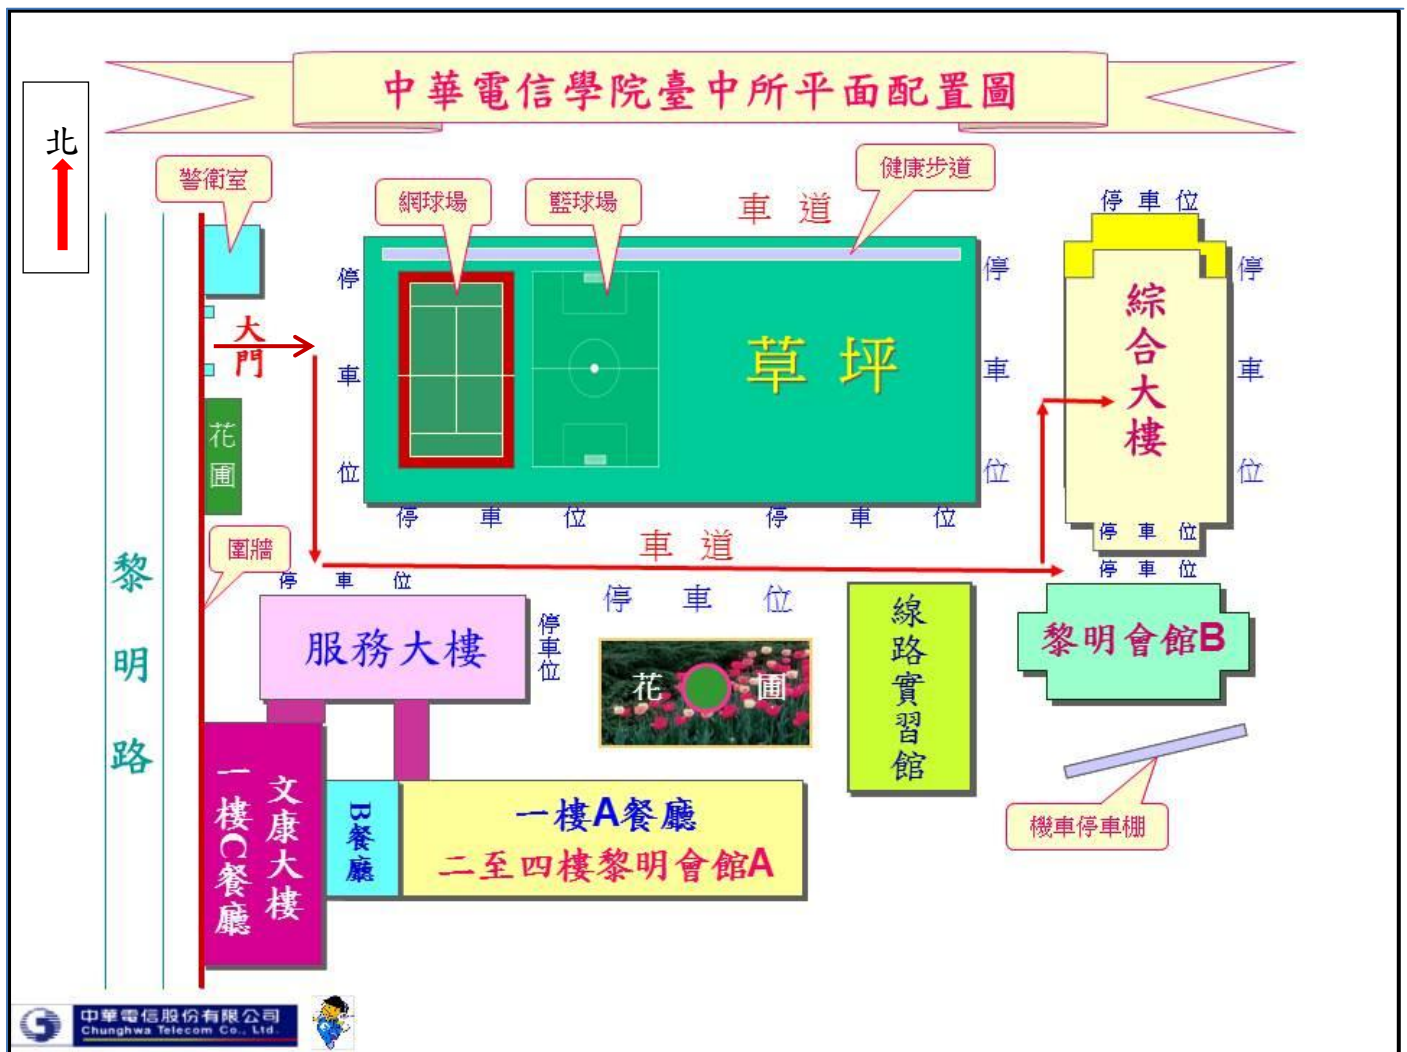 中華電信學院臺中所平面配置圖
北
警衛室
網球場
籃球場
車道
健康步道
停車位
停車位
停車位
停車位
大門
草坪
綜合大樓
花圃
停車位
停車位
停車位
車道
圍牆
停車位
停車位
停車位
黎明路
服務大樓
停車位
花圃
線路實習館
黎明會館B
機車停車棚
文康大樓
一樓C餐廳
B餐廳
一樓A餐廳
二至四樓黎明會館A
中華電信股份有限公司
Chunghwa Telecom Co., Ltd.